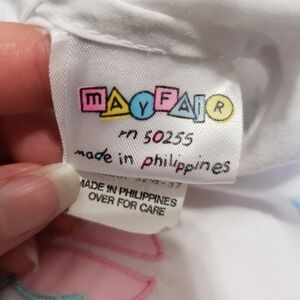 MAYFAIR
rn 50255
made in philippines
MADE IN PHILIPPINES
OVER FOR CARE